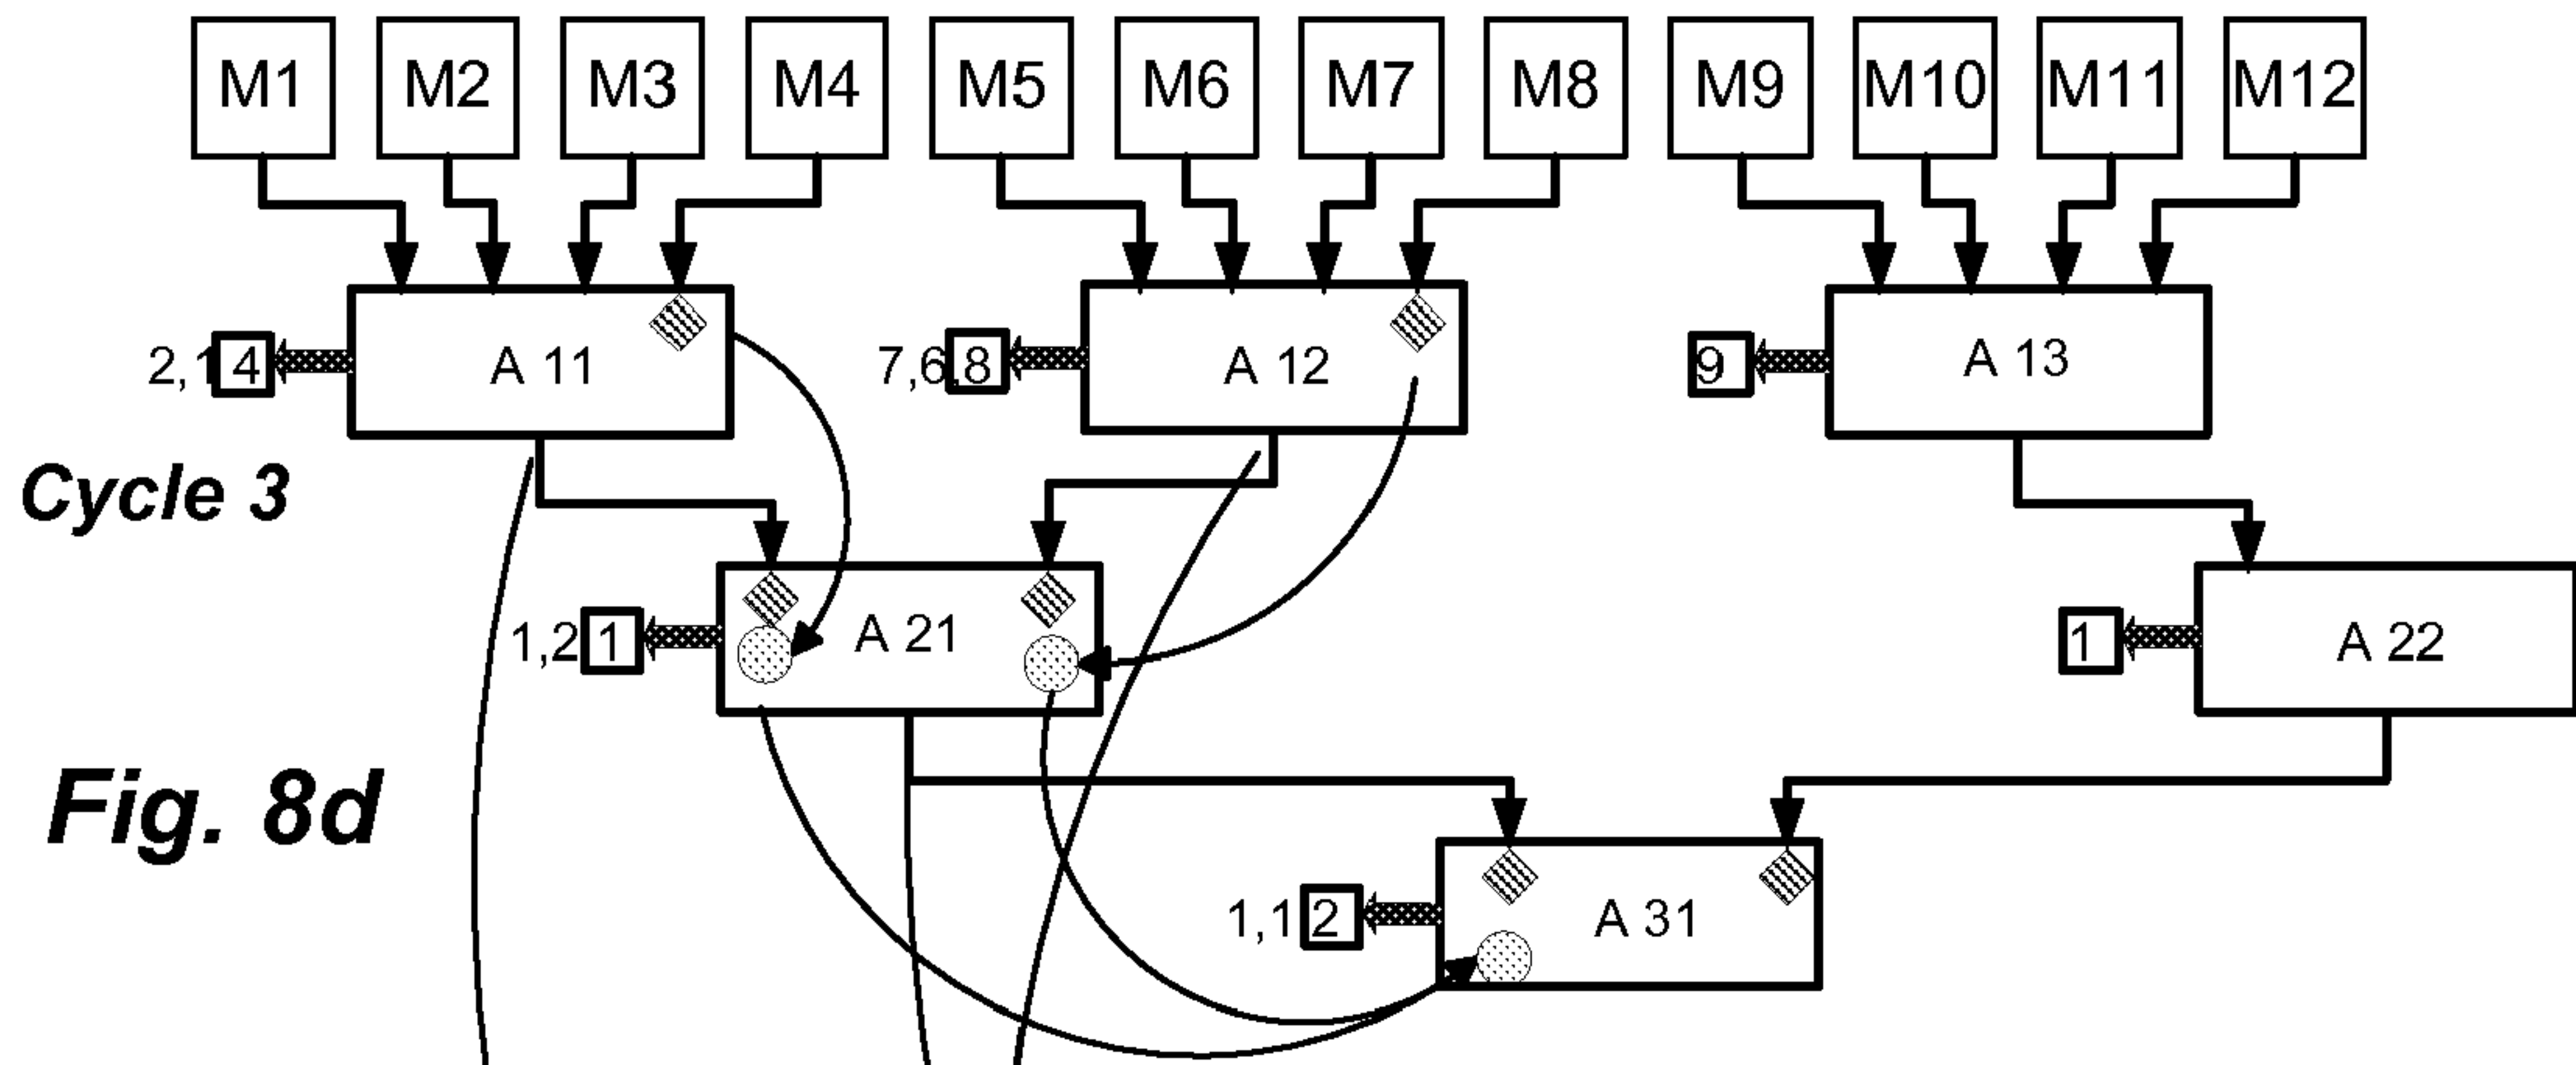 M1 M2 M3 M4 M5 M6 M7 M8 M9 M10 M11 M12
2,1 4 A 11 7,6,8 A 12 9 A 13
Cycle 3
1,2 1 A 21 1 A 22
Fig. 8d
1,1 2 A 31